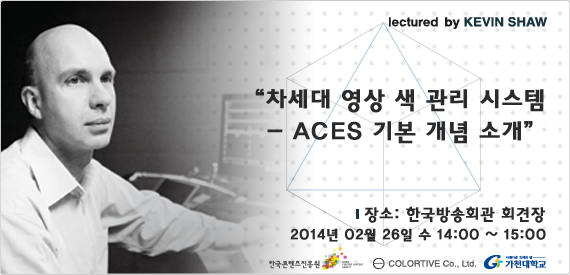 lectured by KEVIN SHAW
“차세대 영상 색 관리 시스템
- ACES 기본 개념 소개”
장소: 한국방송회관 회견장
2014년 02월 26일 수 14:00 ~ 15:00
한국콘텐츠진흥원
COLORTIVE Co., Ltd.
가천대학교